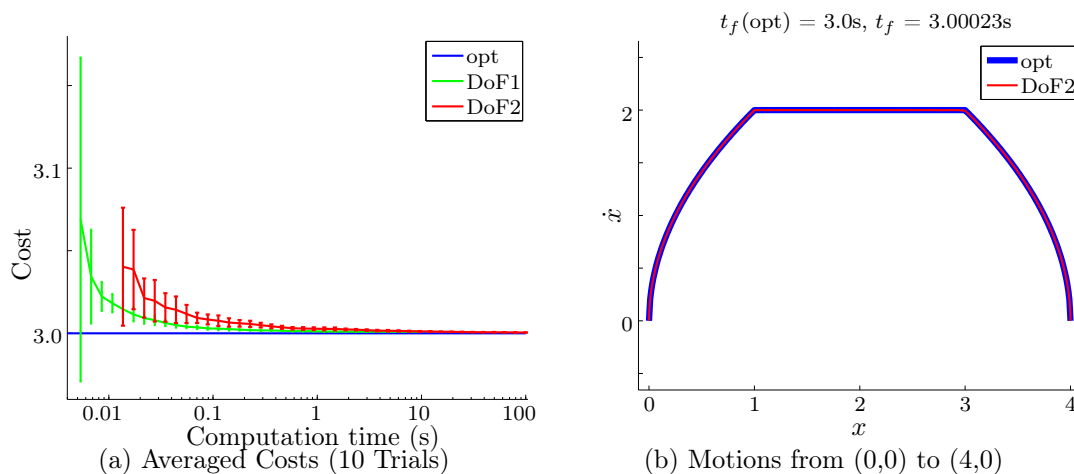 opt
DoF1
DoF2
3.1
3.0
Cost
0.01
0.1
1
10
100
Computation time (s)
(a) Averaged Costs (10 Trials)
t_f(opt) = 3.0s, t_f = 3.00023s
opt
DoF2
2
0
ẋ
0
1
2
3
4
x
(b) Motions from (0,0) to (4,0)